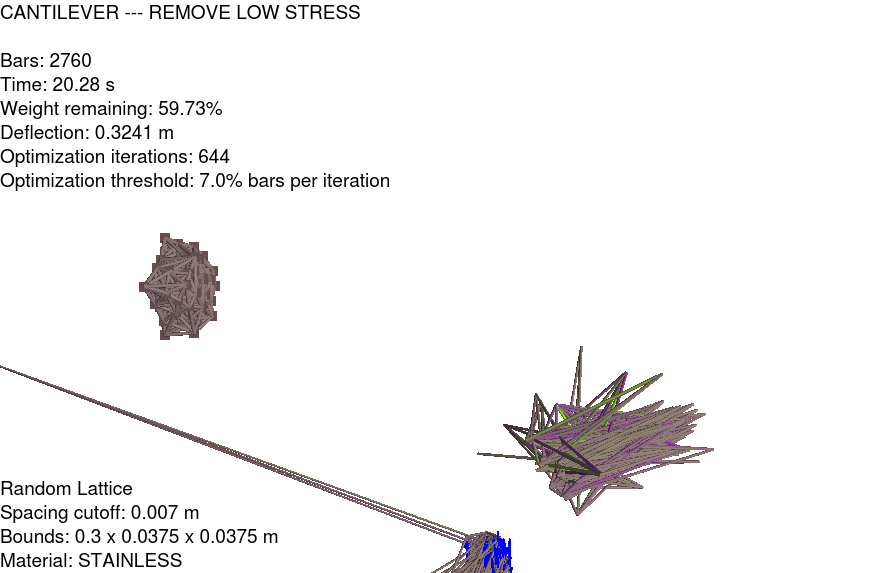 CANTILEVER --- REMOVE LOW STRESS
Bars: 2760
Time: 20.28 s
Weight remaining: 59.73%
Deflection: 0.3241 m
Optimization iterations: 644
Optimization threshold: 7.0% bars per iteration
Random Lattice
Spacing cutoff: 0.007 m
Bounds: 0.3 x 0.0375 x 0.0375 m
Material: STAINLESS